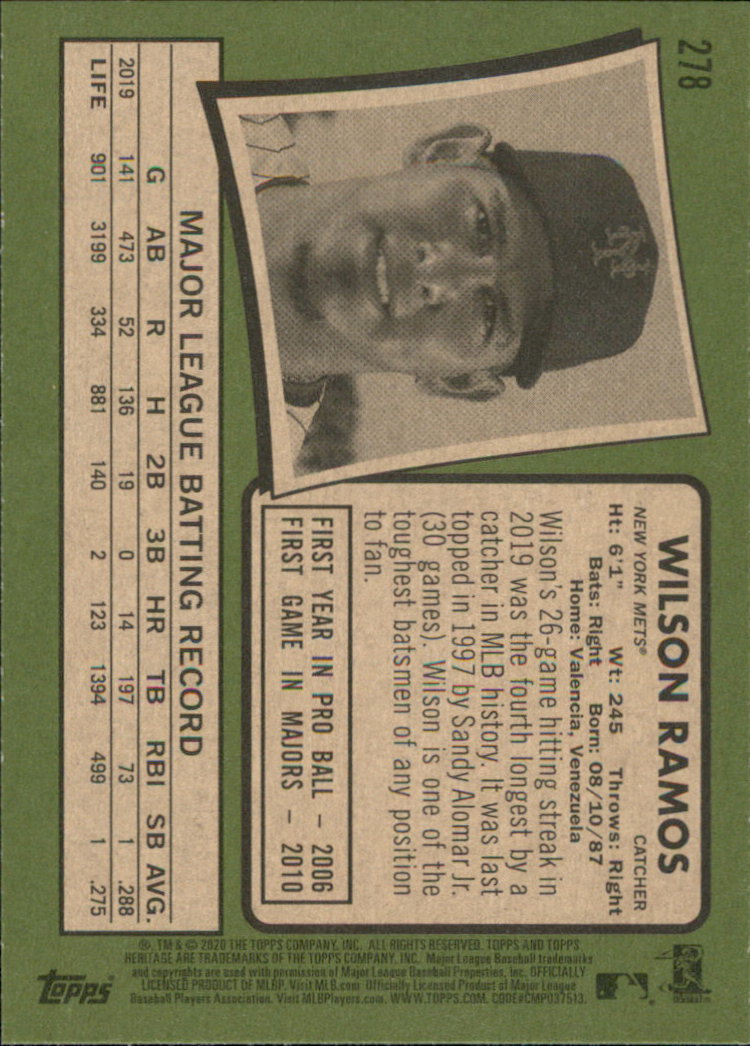 278
WILSON RAMOS
NEW YORK METS® CATCHER
Ht: 6'1" Wt: 245 Throws: Right
Bats: Right Born: 08/10/87
Home: Valencia, Venezuela
Wilson's 26-game hitting streak in
2019 was the fourth longest by a
catcher in MLB history. It was last
topped in 1997 by Sandy Alomar Jr.
(30 games). Wilson is one of the
toughest batsmen of any position
to fan.
FIRST YEAR IN PRO BALL – 2006
FIRST GAME IN MAJORS – 2010
MAJOR LEAGUE BATTING RECORD
G AB R H 2B 3B HR TB RBI SB AVG.
2019 141 473 52 136 19 0 14 197 73 1 .288
LIFE 901 3199 334 881 140 2 123 1394 499 1 .275
®, TM & © 2020 THE TOPPS COMPANY, INC. ALL RIGHTS RESERVED. TOPPS AND TOPPS
HERITAGE ARE TRADEMARKS OF THE TOPPS COMPANY, INC. Major League Baseball trademarks
and copyrights are used with permission of Major League Baseball Properties, Inc. OFFICIALLY
LICENSED PRODUCT OF MLBP. Visit MLB.com Officially Licensed Product of Major League
Baseball Players Association. Visit MLBPlayers.com. WWW.TOPPS.COM. CODE#CMP037513.
Topps